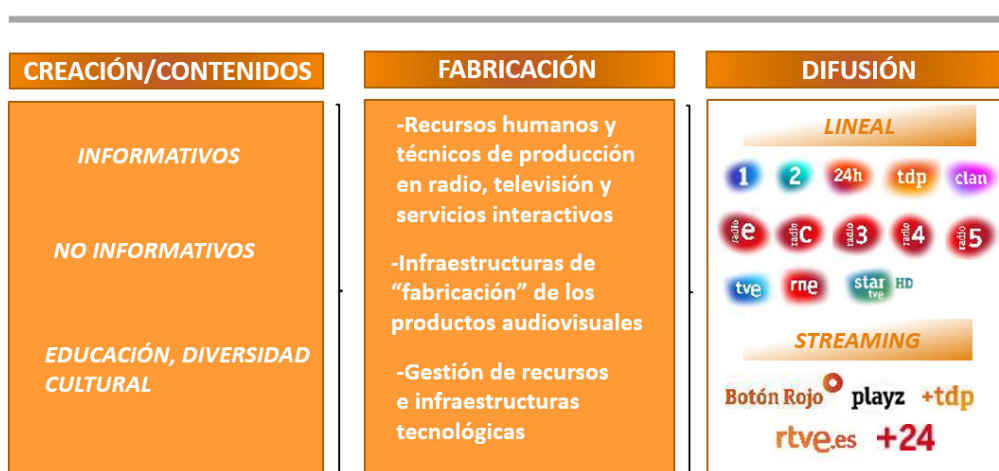 CREACIÓN/CONTENIDOS
INFORMATIVOS
NO INFORMATIVOS
EDUCACIÓN, DIVERSIDAD
CULTURAL
FABRICACIÓN
-Recursos humanos y
técnicos de producción
en radio, televisión y
servicios interactivos
-Infraestructuras de
“fabricación” de los
productos audiovisuales
-Gestión de recursos
e infraestructuras
tecnológicas
DIFUSIÓN
LINEAL
1 2 24h tdp clan
radio e radio c radio 3 radio 4 radio 5
tve rne star tve HD
STREAMING
Botón Rojo playz +tdp
rtve.es +24